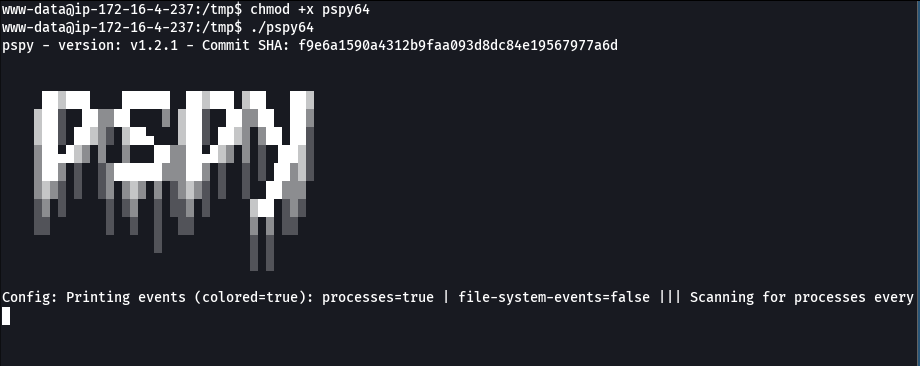 www-data@ip-172-16-4-237:/tmp$ chmod +x pspy64
www-data@ip-172-16-4-237:/tmp$ ./pspy64
pspy - version: v1.2.1 - Commit SHA: f9e6a1590a4312b9faa093d8dc84e19567977a6d
pspy
Config: Printing events (colored=true): processes=true | file-system-events=false ||| Scanning for processes every